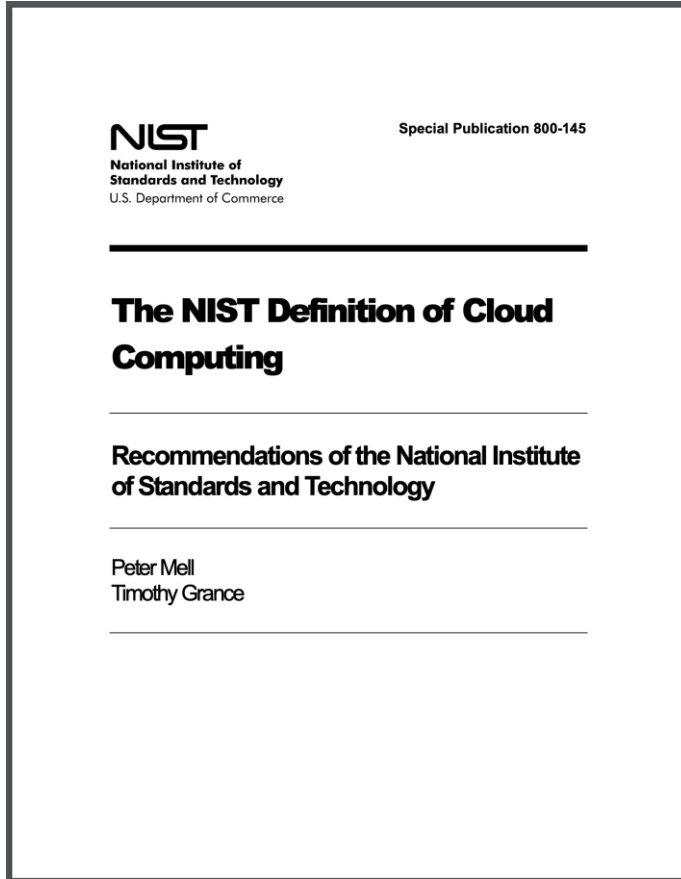 NIST
National Institute of
Standards and Technology
U.S. Department of Commerce
Special Publication 800-145
The NIST Definition of Cloud
Computing
Recommendations of the National Institute
of Standards and Technology
Peter Mell
Timothy Grance